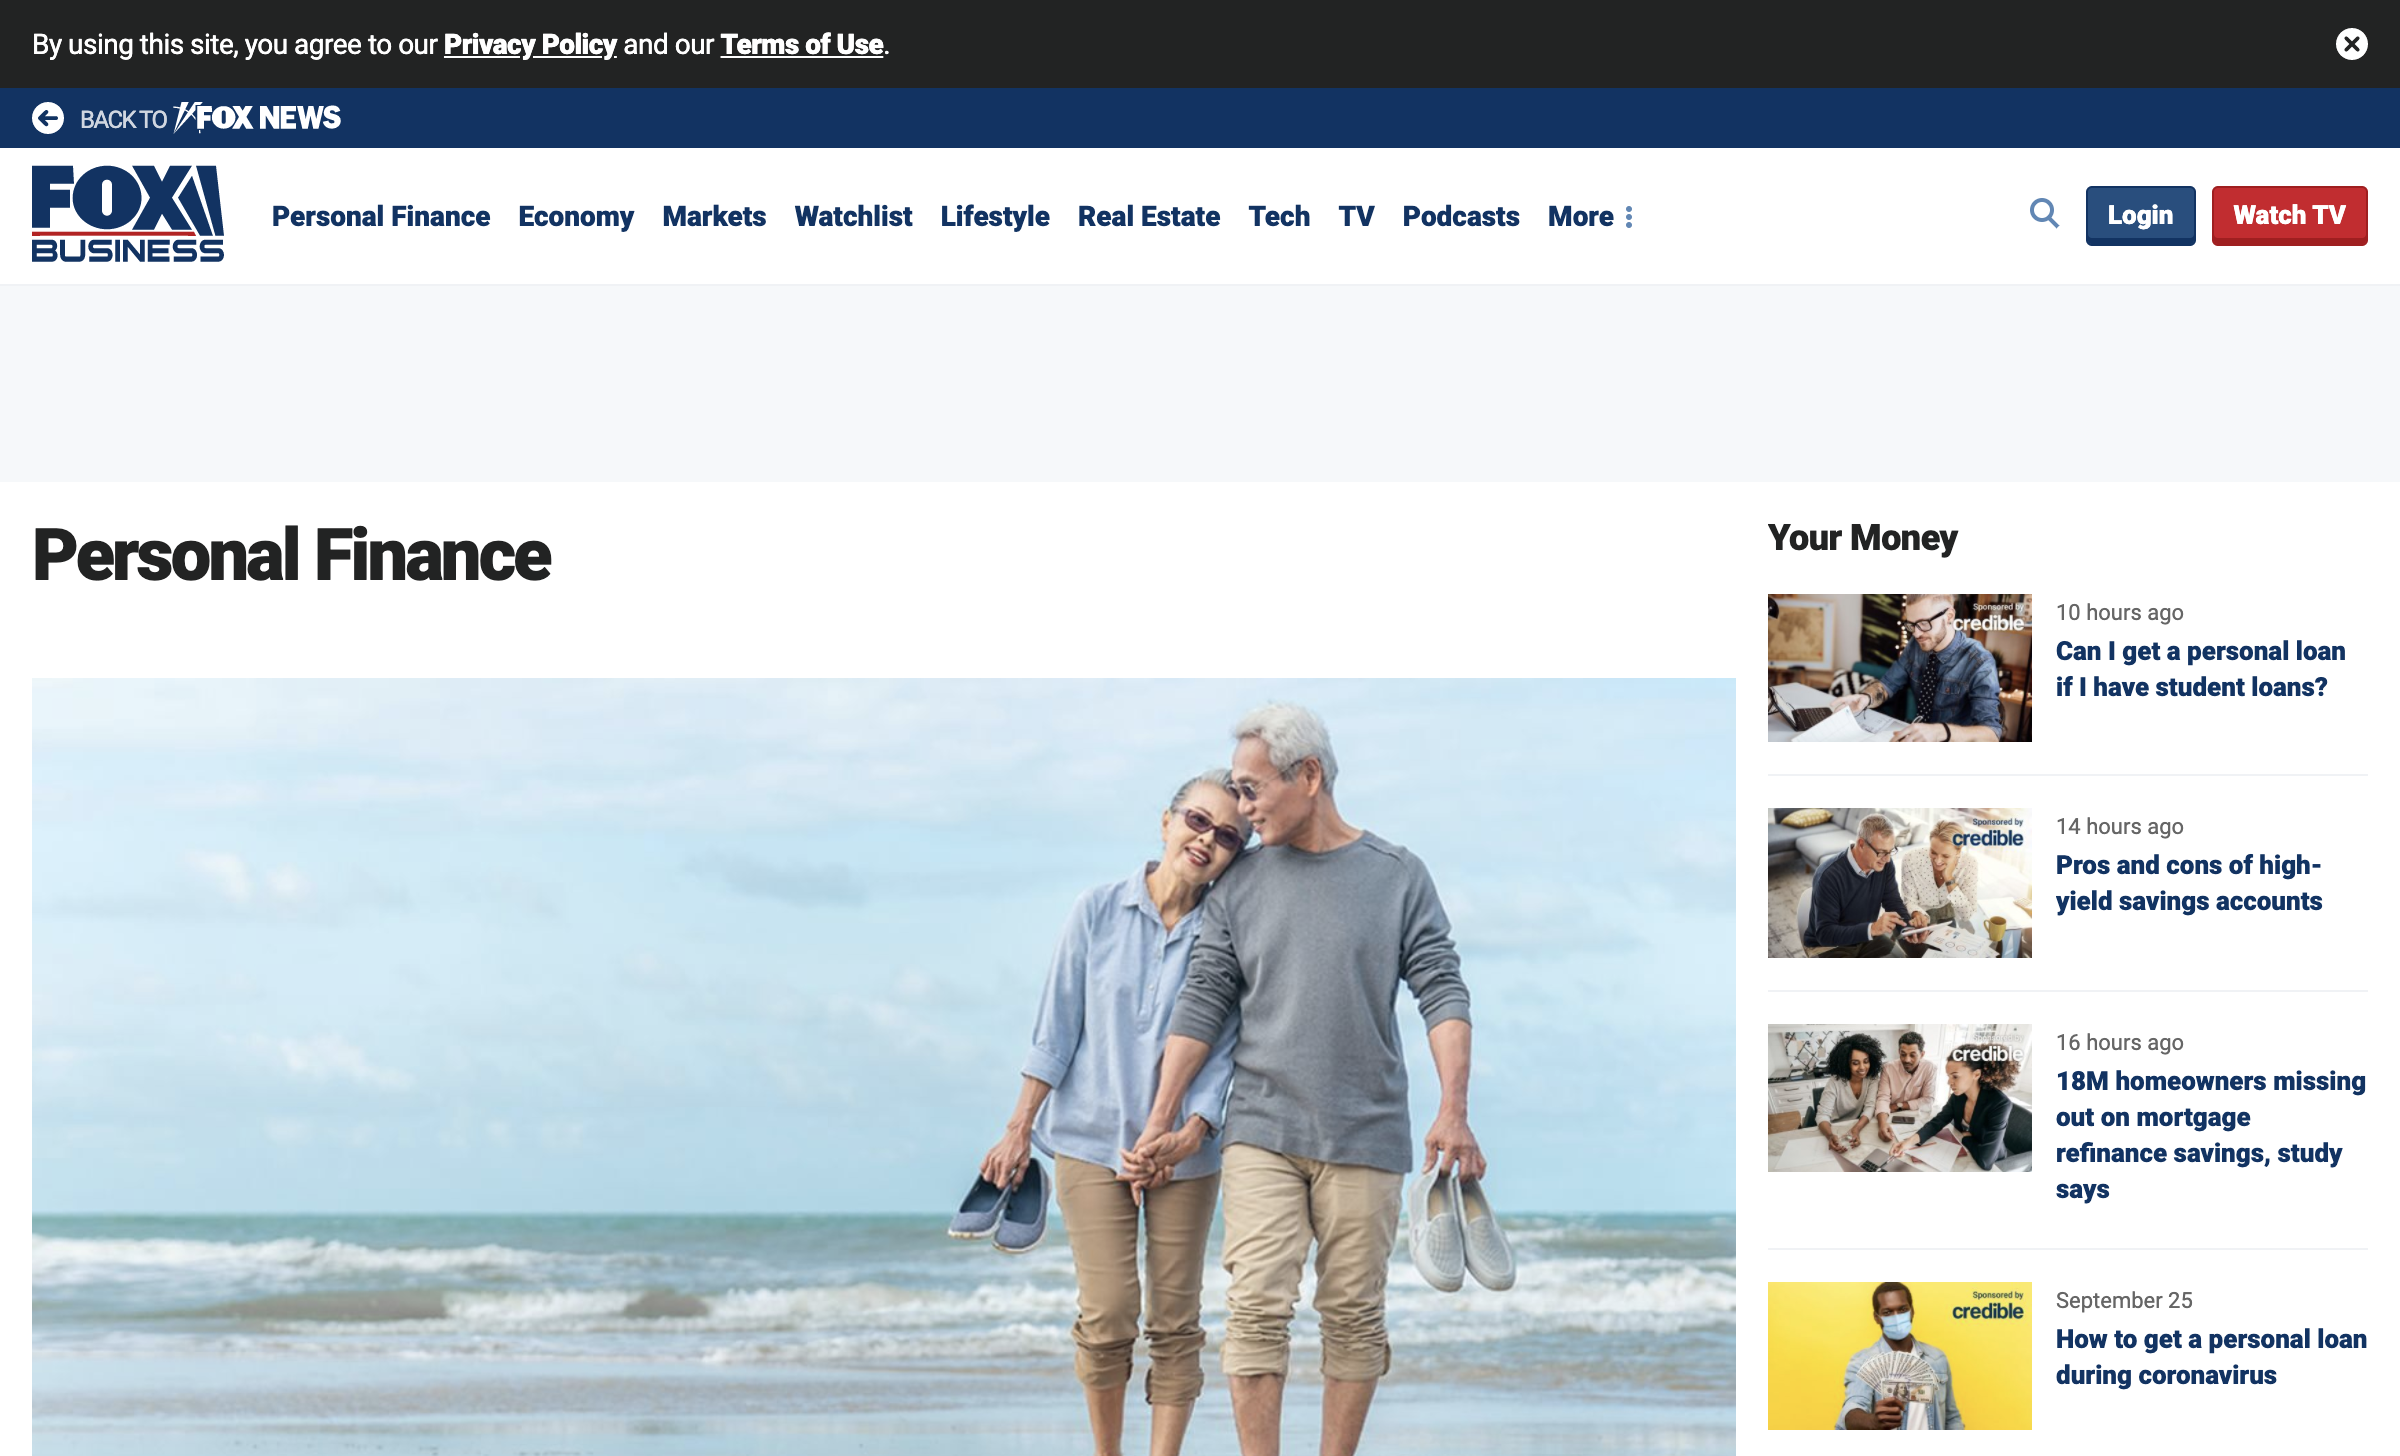 By using this site, you agree to our Privacy Policy and our Terms of Use.
BACK TO FOX NEWS
FOX
BUSINESS
Personal Finance Economy Markets Watchlist Lifestyle Real Estate Tech TV Podcasts More
Login
Watch TV
Personal Finance
Your Money
Sponsored by
credible
10 hours ago
Can I get a personal loan
if I have student loans?
Sponsored by
credible
14 hours ago
Pros and cons of high-
yield savings accounts
credible
16 hours ago
18M homeowners missing
out on mortgage
refinance savings, study
says
Sponsored by
credible
September 25
How to get a personal loan
during coronavirus